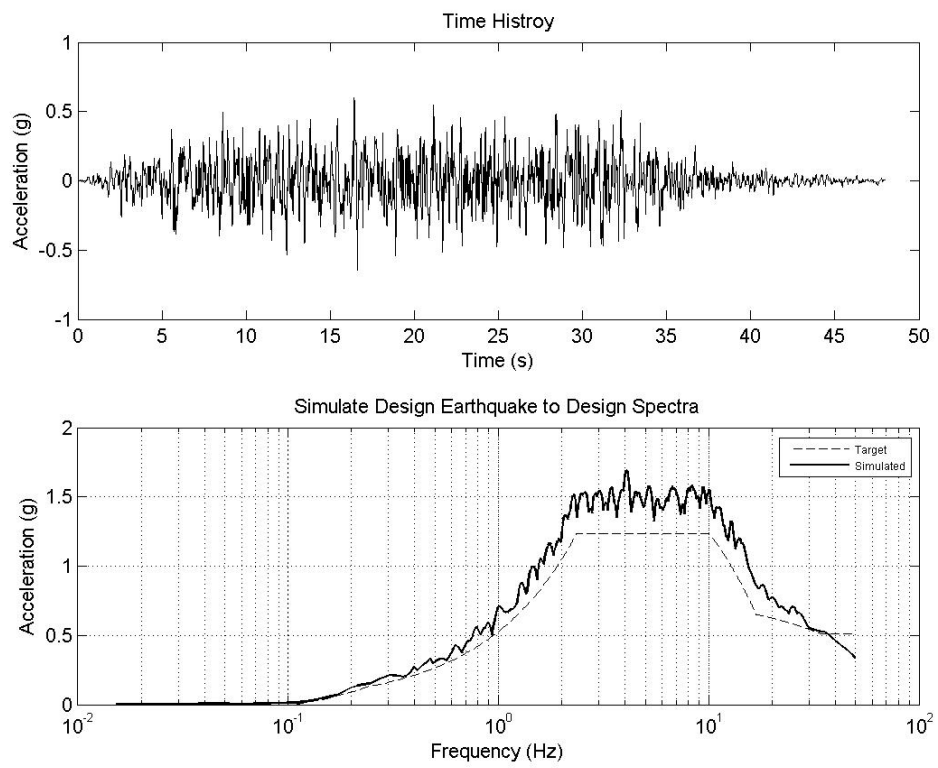 Time Histroy
1
0.5
0
-0.5
-1
Acceleration (g)
0 5 10 15 20 25 30 35 40 45 50
Time (s)
Simulate Design Earthquake to Design Spectra
2
1.5
1
0.5
0
Acceleration (g)
Target
Simulated
10^-2 10^-1 10^0 10^1 10^2
Frequency (Hz)